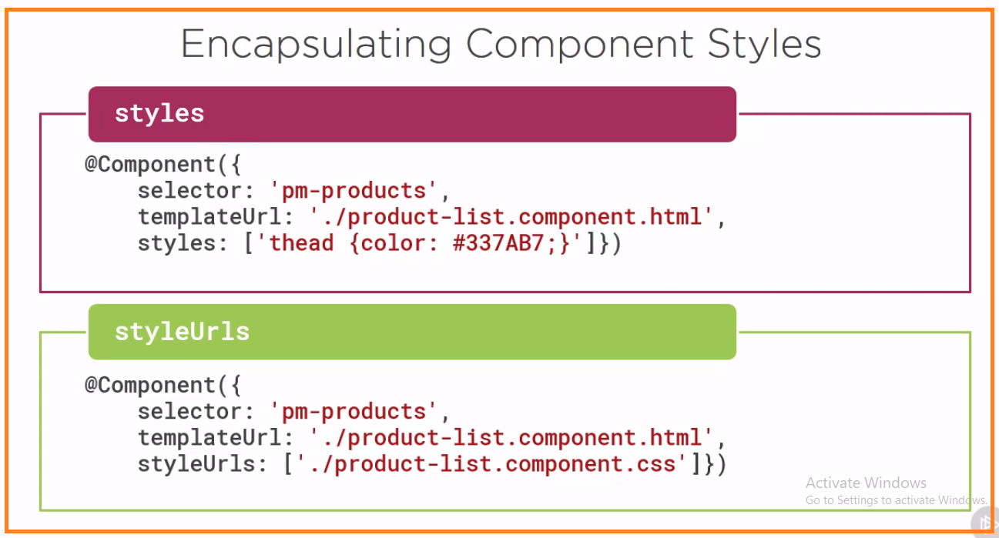 Encapsulating Component Styles
styles
@Component({
    selector: 'pm-products',
    templateUrl: './product-list.component.html',
    styles: ['thead {color: #337AB7;}']})
styleUrls
@Component({
    selector: 'pm-products',
    templateUrl: './product-list.component.html',
    styleUrls: ['./product-list.component.css']})
Activate Windows
Go to Settings to activate Windows.